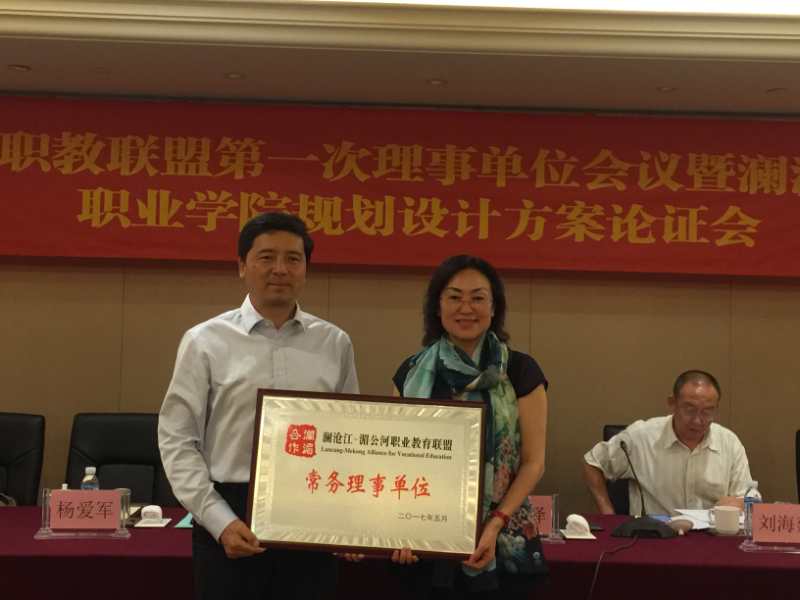 职教联盟第一次理事单位会议暨澜
职业学院规划设计方案论证会
澜湄
合作
澜沧江-湄公河职业教育联盟
Lancang-Mekong Alliance for Vocational Education
常务理事单位
二〇一七年五月
杨爱军
刘海